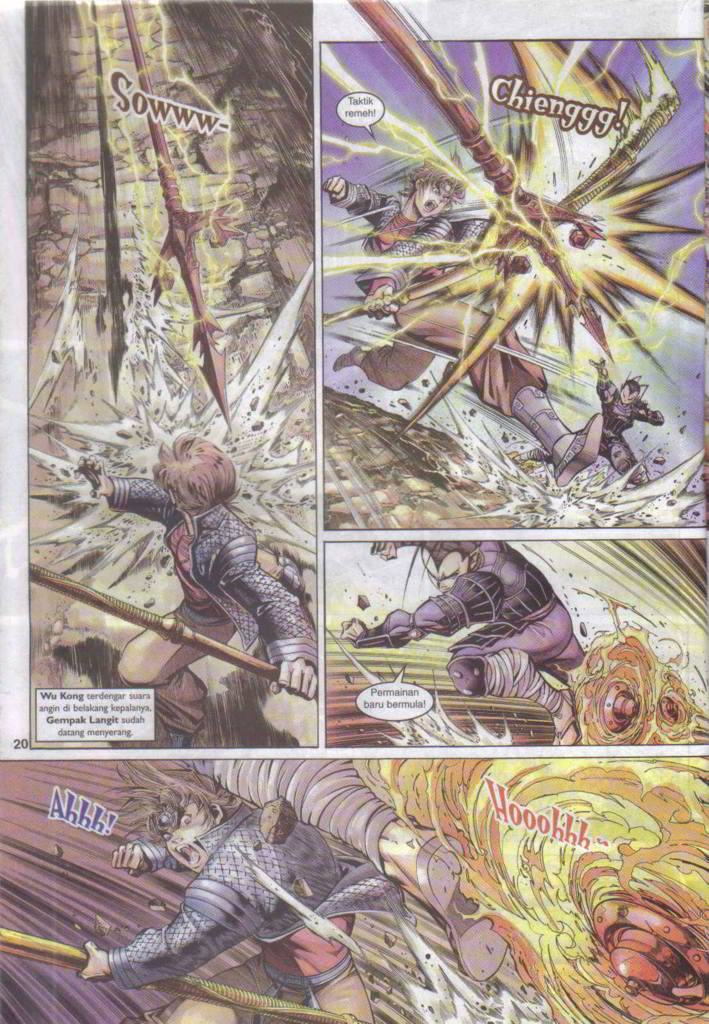 Sowww-
Wu Kong terdengar suara
angin di belakang kepalanya,
Gempak Langit sudah
datang menyerang.
20
Taktik
remeh!
Chienggg!
Permainan
baru bermula!
Ahhh!
Hooohhh-